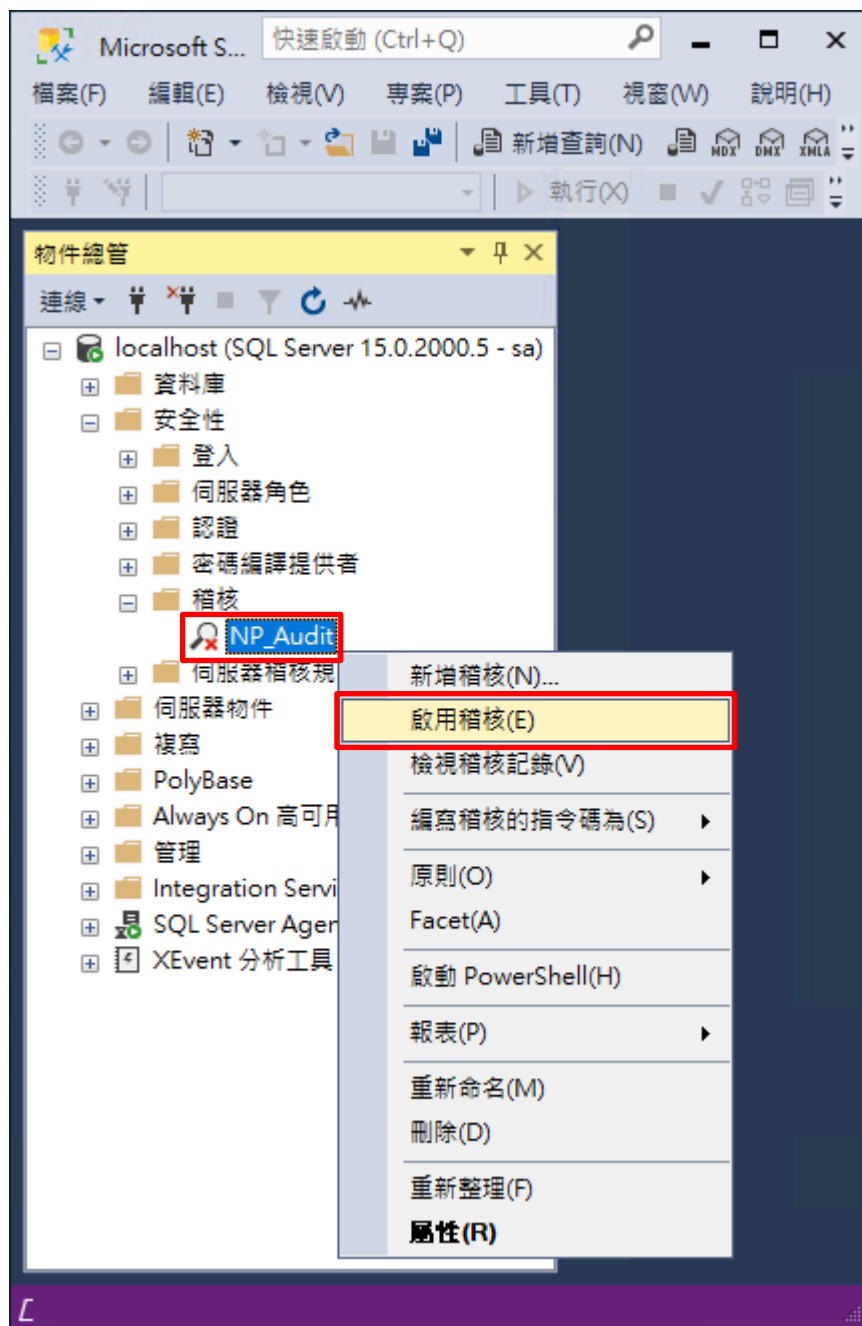 Microsoft S... 快速啟動 (Ctrl+Q)
檔案(F) 編輯(E) 檢視(V) 專案(P) 工具(T) 視窗(W) 說明(H)
新增查詢(N) MDX DMX XMLA
執行(X)
物件總管
連線
localhost (SQL Server 15.0.2000.5 - sa)
資料庫
安全性
登入
伺服器角色
認證
密碼編譯提供者
稽核
NP_Audit
伺服器稽核規
伺服器物件
複寫
PolyBase
Always On 高可用
管理
Integration Servi
SQL Server Agen
XEvent 分析工具
新增稽核(N)...
啟用稽核(E)
檢視稽核記錄(V)
編寫稽核的指令碼為(S)
原則(O)
Facet(A)
啟動 PowerShell(H)
報表(P)
重新命名(M)
刪除(D)
重新整理(F)
屬性(R)